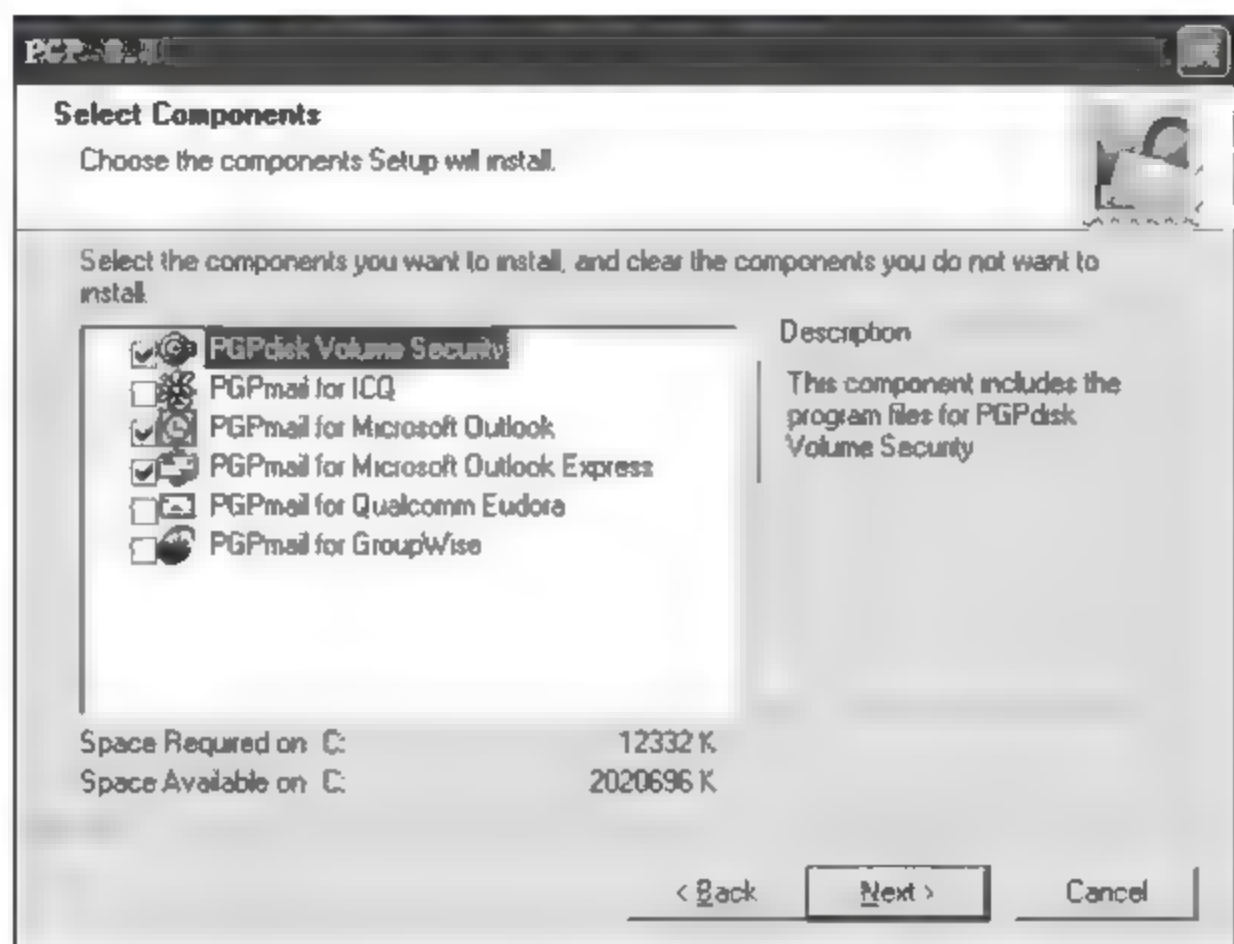 Select Components
Choose the components Setup will install.
Select the components you want to install, and clear the components you do not want to
install.
PGPdisk Volume Security
PGPmail for ICQ
PGPmail for Microsoft Outlook
PGPmail for Microsoft Outlook Express
PGPmail for Qualcomm Eudora
PGPmail for GroupWise
Description
This component includes the
program files for PGPdisk
Volume Security
Space Required on C: 12332 K
Space Available on C: 2020696 K
< Back Next > Cancel